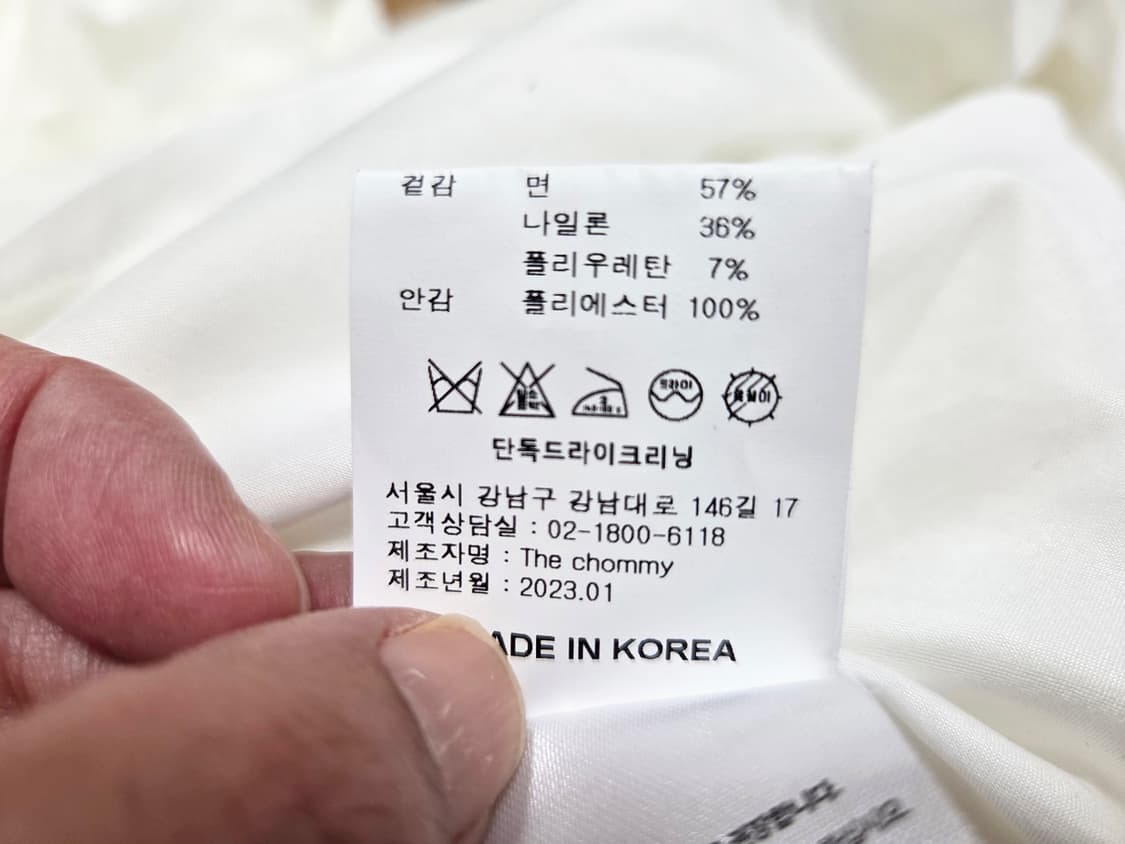 겉감 면 57%
나일론 36%
폴리우레탄 7%
안감 폴리에스터 100%
드라이
단독드라이크리닝
서울시 강남구 강남대로 146길 17
고객상담실 : 02-1800-6118
제조자명 : The chommy
제조년월 : 2023.01
ADE IN KOREA